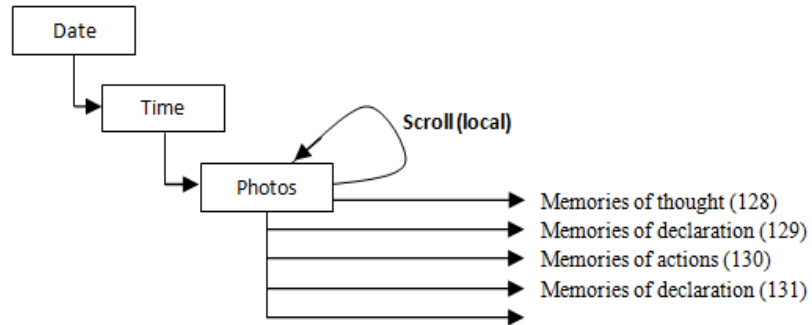 Date
Time
Scroll (local)
Photos
Memories of thought (128)
Memories of declaration (129)
Memories of actions (130)
Memories of declaration (131)